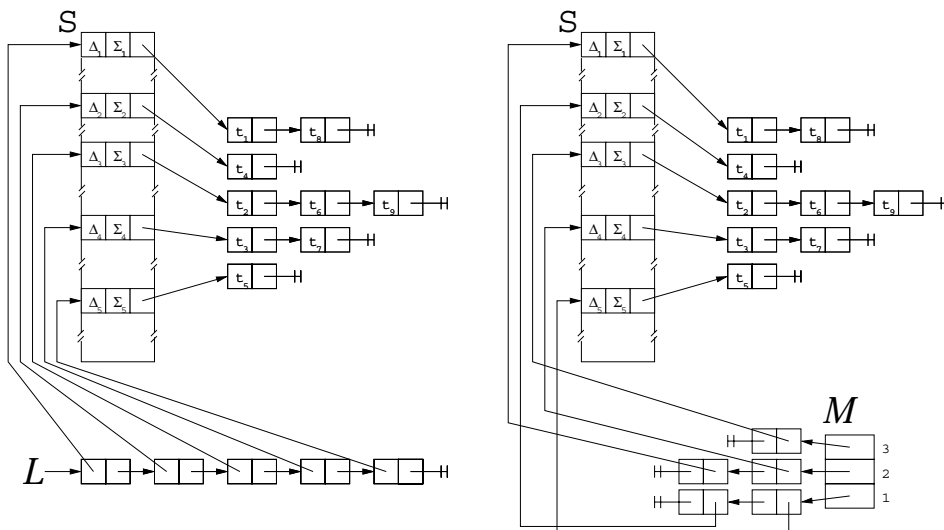 S
Δ₁ Σ₁
Δ₂ Σ₂
t₁ t₈
Δ₃ Σ₃
t₄
t₂ t₆ t₉
Δ₄ Σ₄
t₃ t₇
t₅
Δ₅ Σ₅
L
S
Δ₁ Σ₁
Δ₂ Σ₂
t₁ t₈
Δ₃ Σ₃
t₄
t₂ t₆ t₉
Δ₄ Σ₄
t₃ t₇
t₅
Δ₅ Σ₅
M
3
2
1